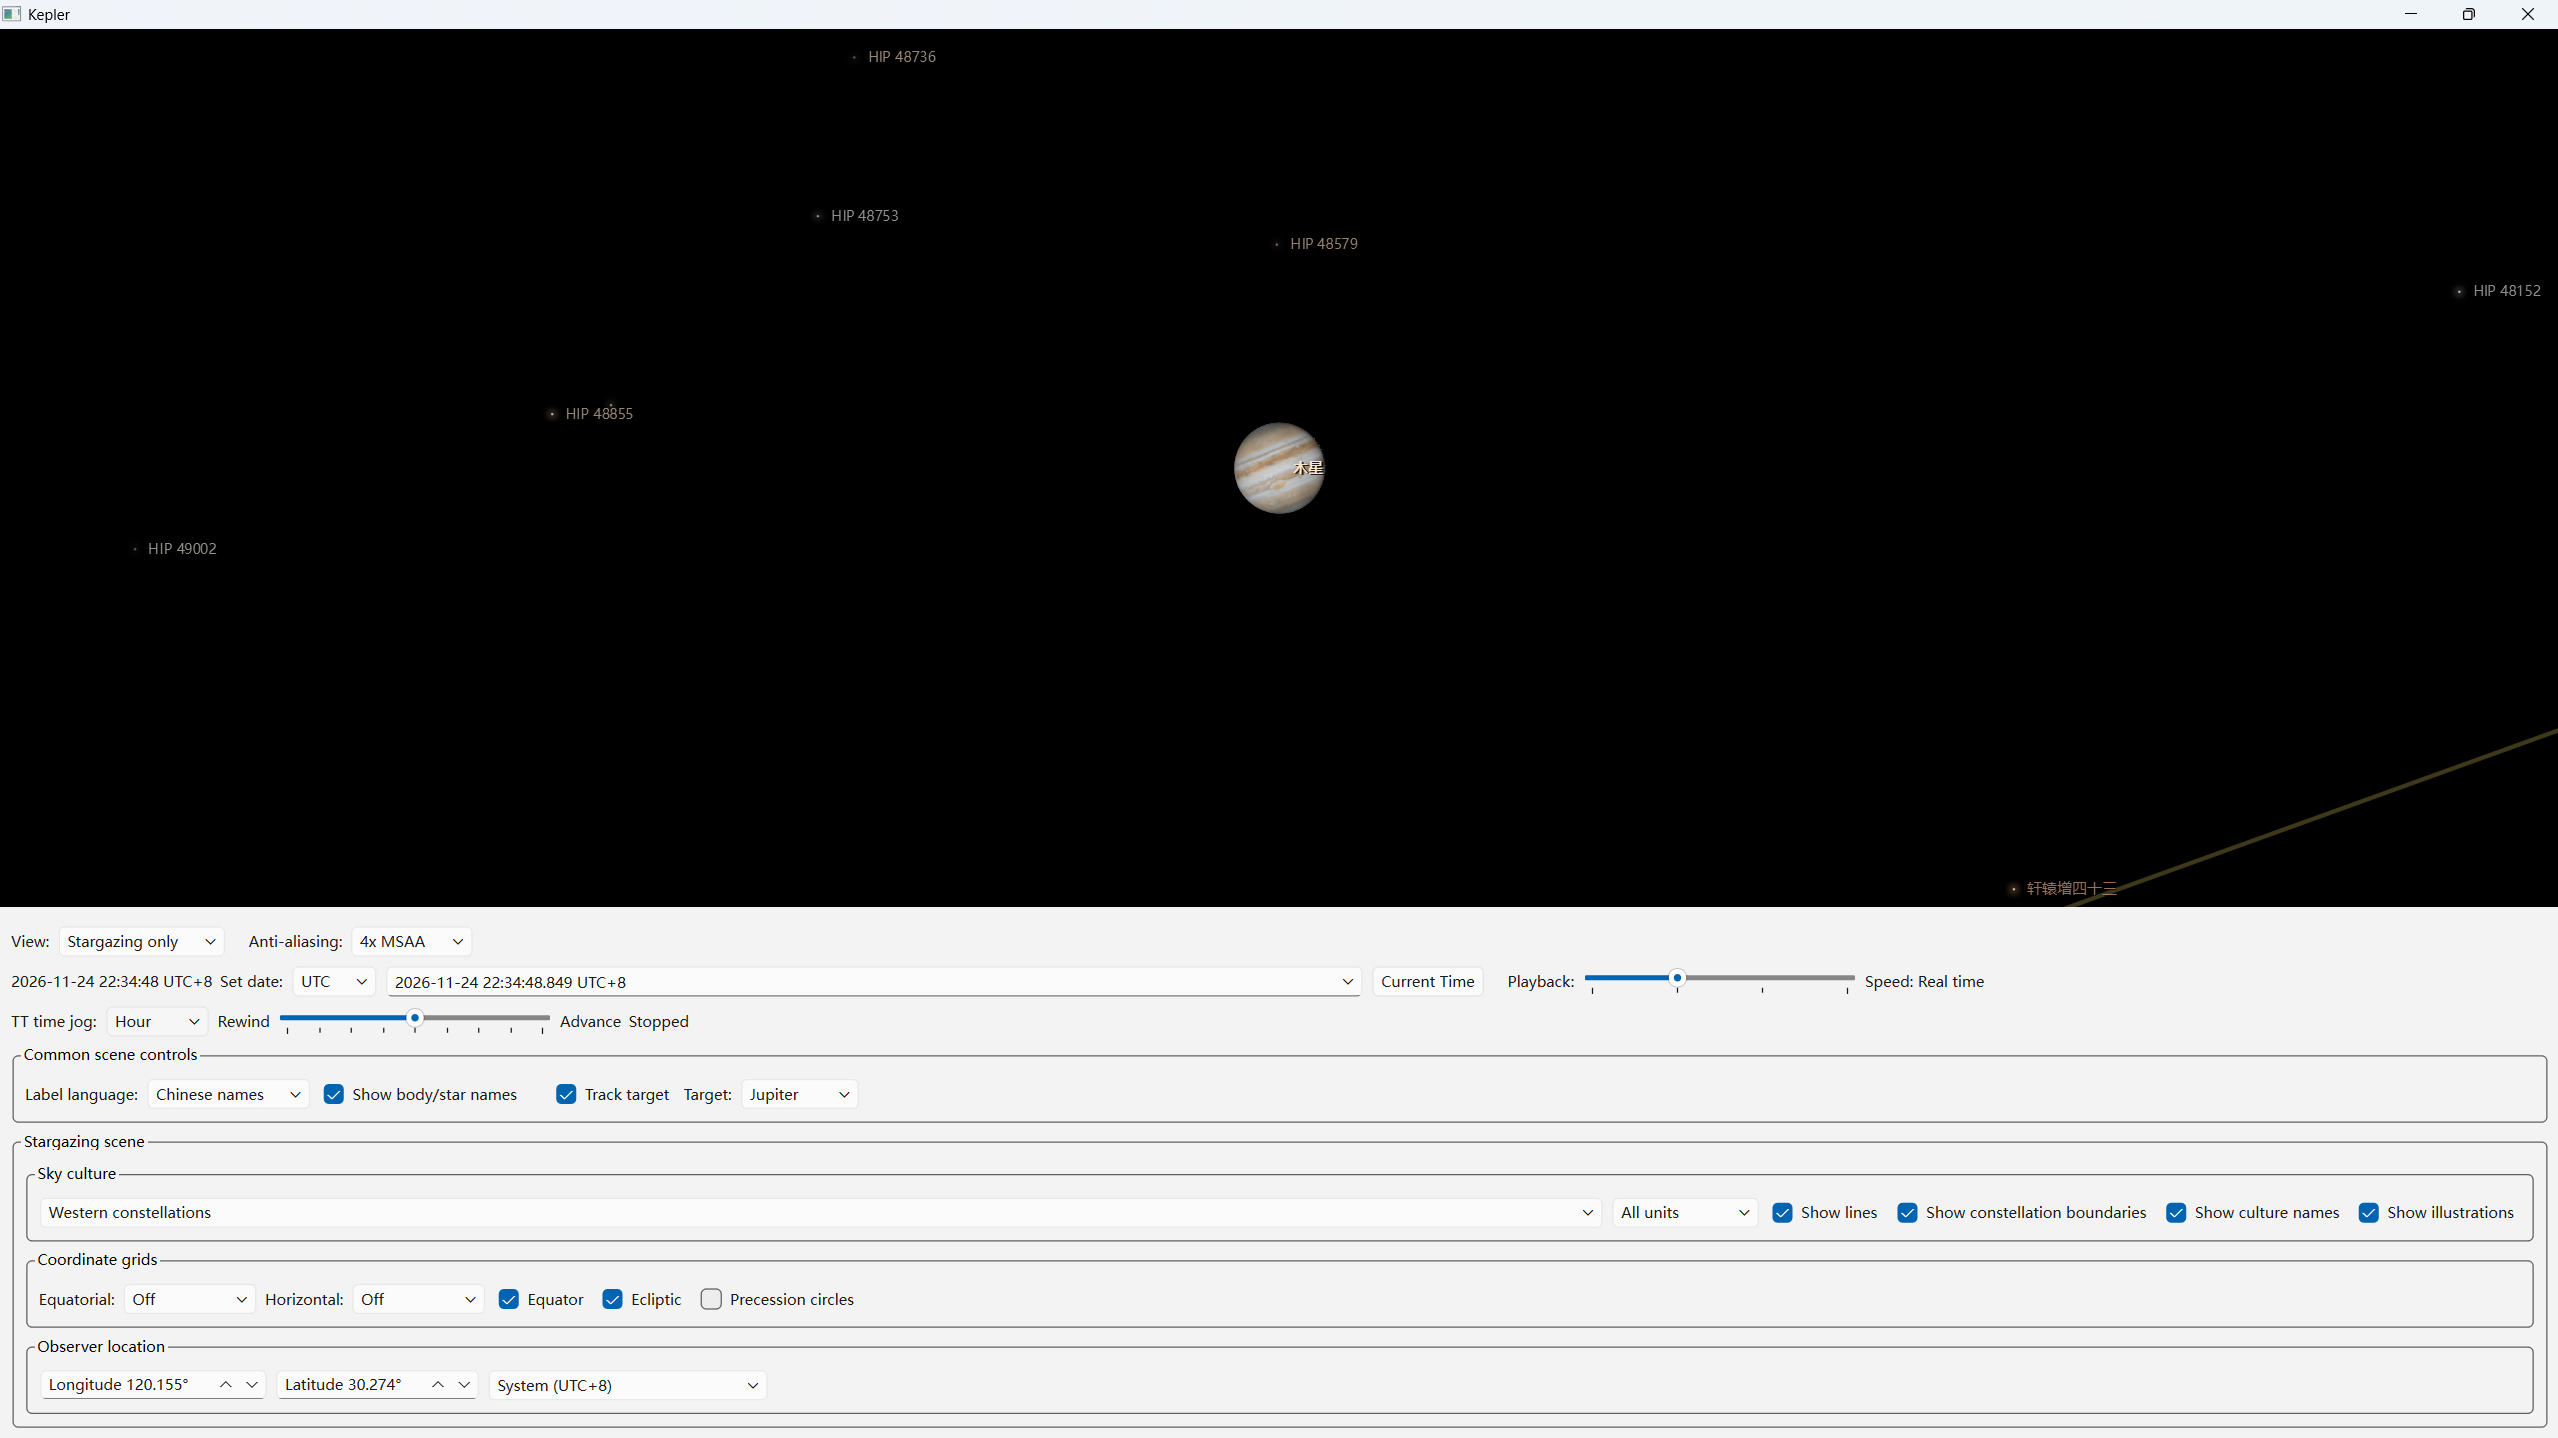 Kepler
HIP 48736
HIP 48753
HIP 48579
HIP 48152
HIP 48855
木星
HIP 49002
轩辕增四十三
View: Stargazing only Anti-aliasing: 4x MSAA
2026-11-24 22:34:48 UTC+8 Set date: UTC 2026-11-24 22:34:48.849 UTC+8 Current Time Playback: Speed: Real time
TT time jog: Hour Rewind Advance Stopped
Common scene controls
Label language: Chinese names Show body/star names Track target Target: Jupiter
Stargazing scene
Sky culture
Western constellations All units Show lines Show constellation boundaries Show culture names Show illustrations
Coordinate grids
Equatorial: Off Horizontal: Off Equator Ecliptic Precession circles
Observer location
Longitude 120.155° Latitude 30.274° System (UTC+8)